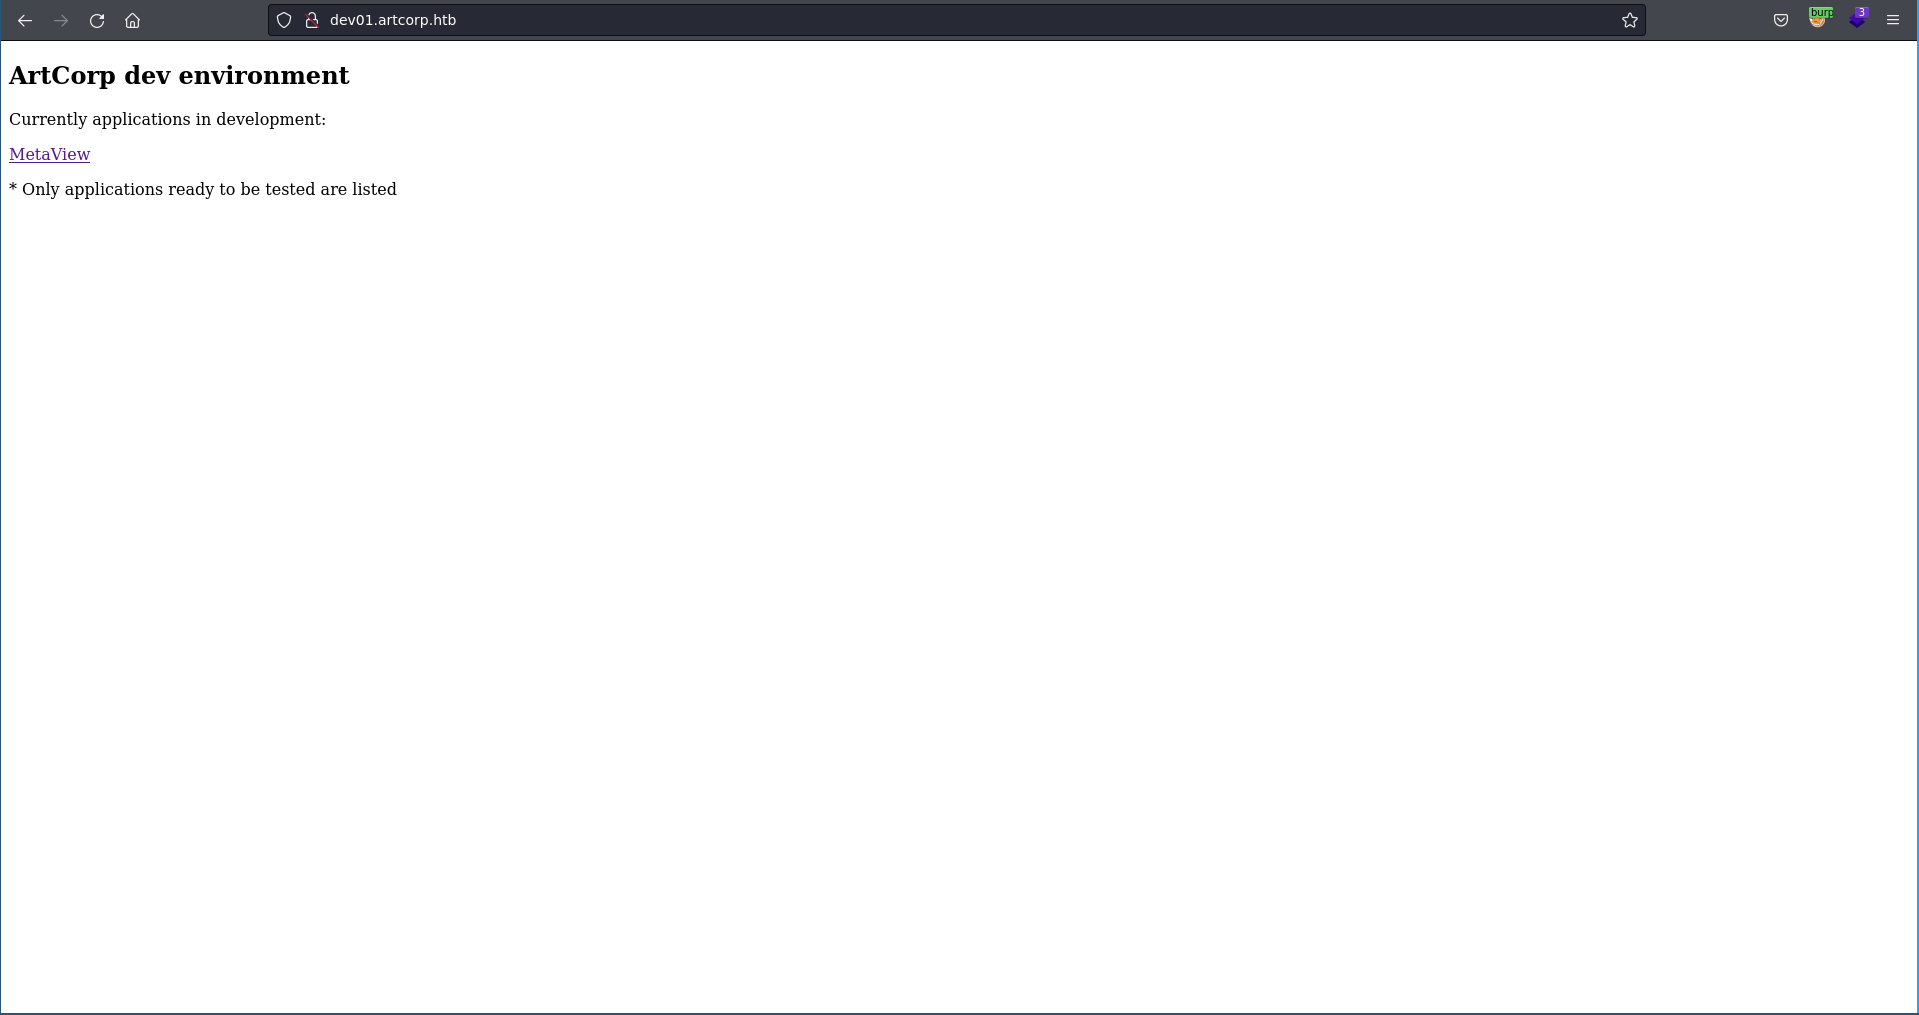 dev01.artcorp.htb
burp
3
ArtCorp dev environment
Currently applications in development:
MetaView
* Only applications ready to be tested are listed